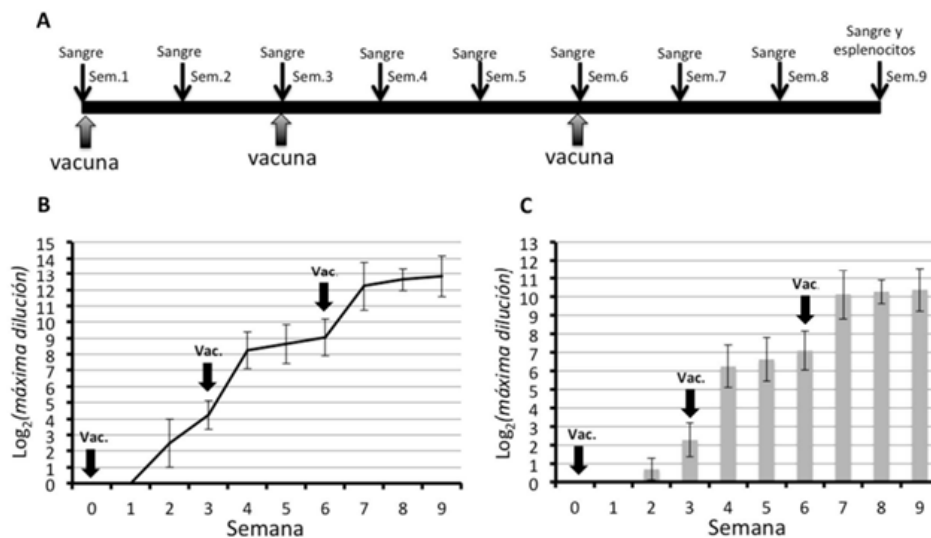 A
Sangre Sangre Sangre Sangre Sangre Sangre Sangre Sangre Sangre y esplenocitos
Sem.1 Sem.2 Sem.3 Sem.4 Sem.5 Sem.6 Sem.7 Sem.8 Sem.9
vacuna vacuna vacuna
B
Log2(máxima dilución)
15
14
13
12
11
10
9
8
7
6
5
4
3
2
1
0
Vac.
Vac.
Vac.
0 1 2 3 4 5 6 7 8 9
Semana
C
Log2(máxima dilución)
13
12
11
10
9
8
7
6
5
4
3
2
1
0
Vac.
Vac.
Vac.
0 1 2 3 4 5 6 7 8 9
Semana